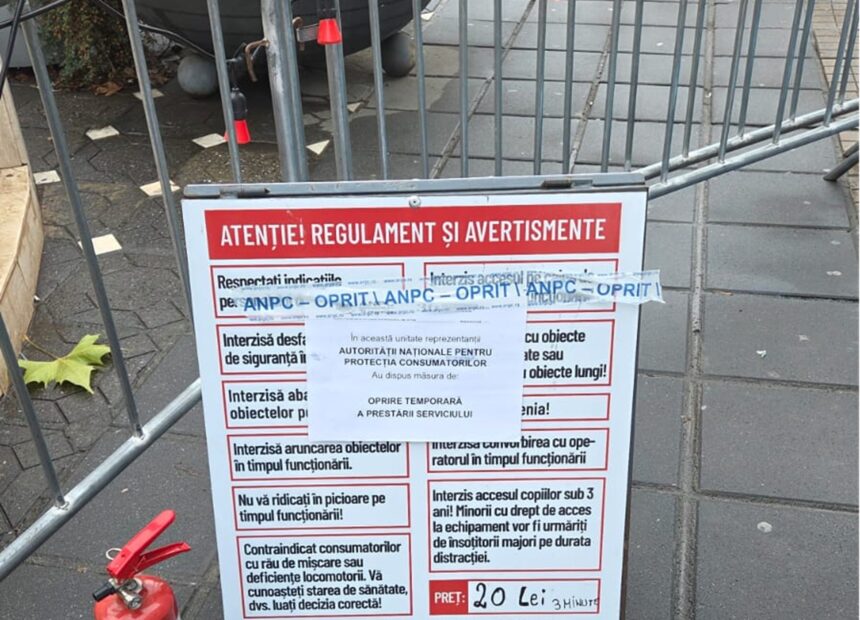 ATENȚIE! REGULAMENT ȘI AVERTISMENTE
Respectați indicațiile
Interzis accesul pe
ANPC – OPRIT \ ANPC – OPRIT \ ANPC – OPRIT \
În această unitate reprezentanții
AUTORITĂȚII NAȚIONALE PENTRU
PROTECȚIA CONSUMATORILOR
Au dispus măsura de:
OPRIRE TEMPORARĂ
A PRESTĂRII SERVICIULUI
Interzisă
de siguranță
cu obiecte
sau
obiecte lungi!
Interzisă
obiectelor
Interzisă aruncarea obiectelor
în timpul funcționării.
Interzisă convorbirea cu ope-
ratorul în timpul funcționării
Nu vă ridicați în picioare pe
timpul funcționării!
Interzis accesul copiilor sub 3
ani! Minorii cu drept de acces
la echipament vor fi urmăriți
de însoțitorii majori pe durata
distracției.
Contraindicat consumatorilor
cu rău de mișcare sau
deficiențe locomotorii. Vă
cunoașteți starea de sănătate,
dvs. luați decizia corectă!
PREȚ: 20 Lei 3 MINUTE